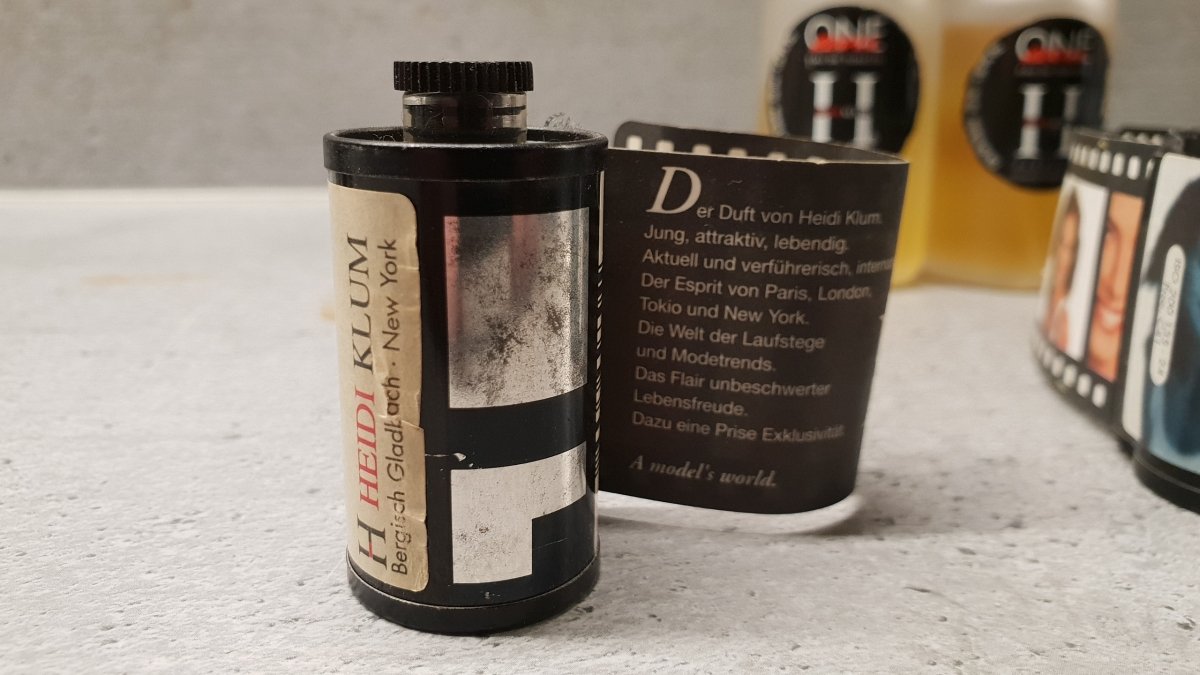 H HEIDI KLUM
Bergisch Gladbach · New York
Der Duft von Heidi Klum.
Jung, attraktiv, lebendig.
Aktuell und verführerisch,
Der Esprit von Paris, London,
Tokio und New York.
Die Welt der Laufstege
und Modetrends.
Das Flair unbeschwerter
Lebensfreude.
Dazu eine Prise Exklusivität.
A model's world.
ONE
H
ONE
H